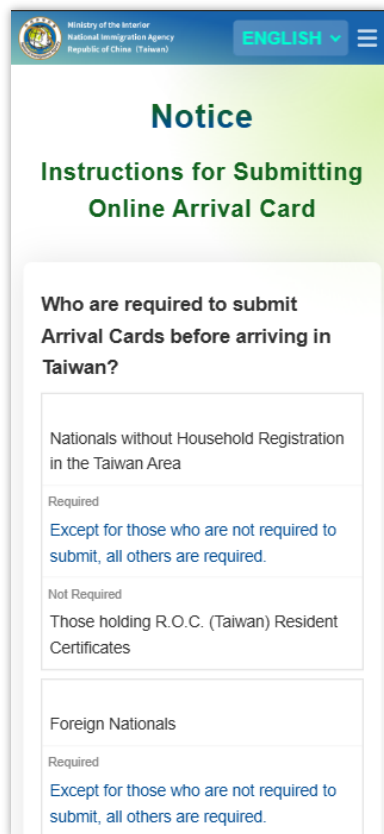 Ministry of the Interior
National Immigration Agency
Republic of China (Taiwan)
ENGLISH
Notice
Instructions for Submitting
Online Arrival Card
Who are required to submit
Arrival Cards before arriving in
Taiwan?
Nationals without Household Registration
in the Taiwan Area
Required
Except for those who are not required to
submit, all others are required.
Not Required
Those holding R.O.C. (Taiwan) Resident
Certificates
Foreign Nationals
Required
Except for those who are not required to
submit, all others are required.